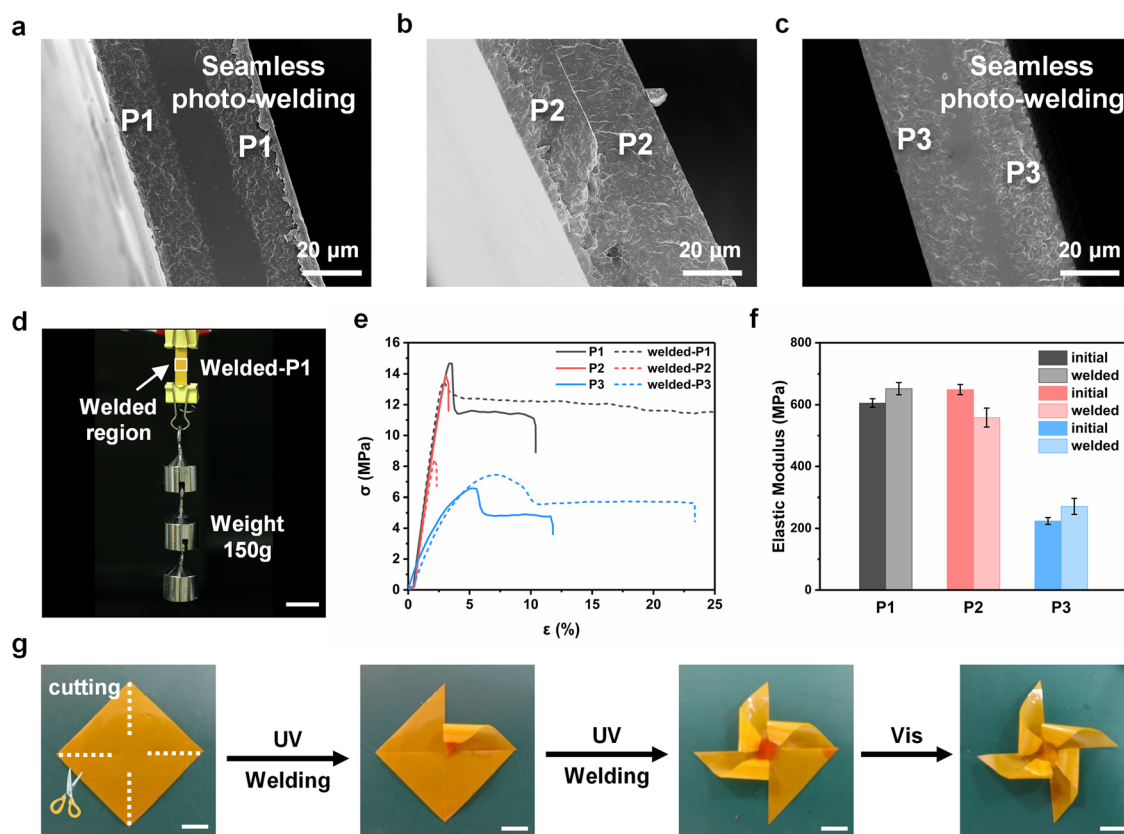 a
Seamless
photo-welding
P1
P1
20 μm
b
P2
P2
20 μm
c
Seamless
photo-welding
P3
P3
20 μm
d
Welded-P1
Welded
region
Weight
150g
e
σ (MPa)
16
14
12
10
8
6
4
2
0
P1
P2
P3
welded-P1
welded-P2
welded-P3
0
5
10
15
20
25
ε (%)
f
Elastic Modulus (MPa)
800
600
400
200
0
initial
welded
initial
welded
initial
welded
P1
P2
P3
g
cutting
UV
Welding
UV
Welding
Vis